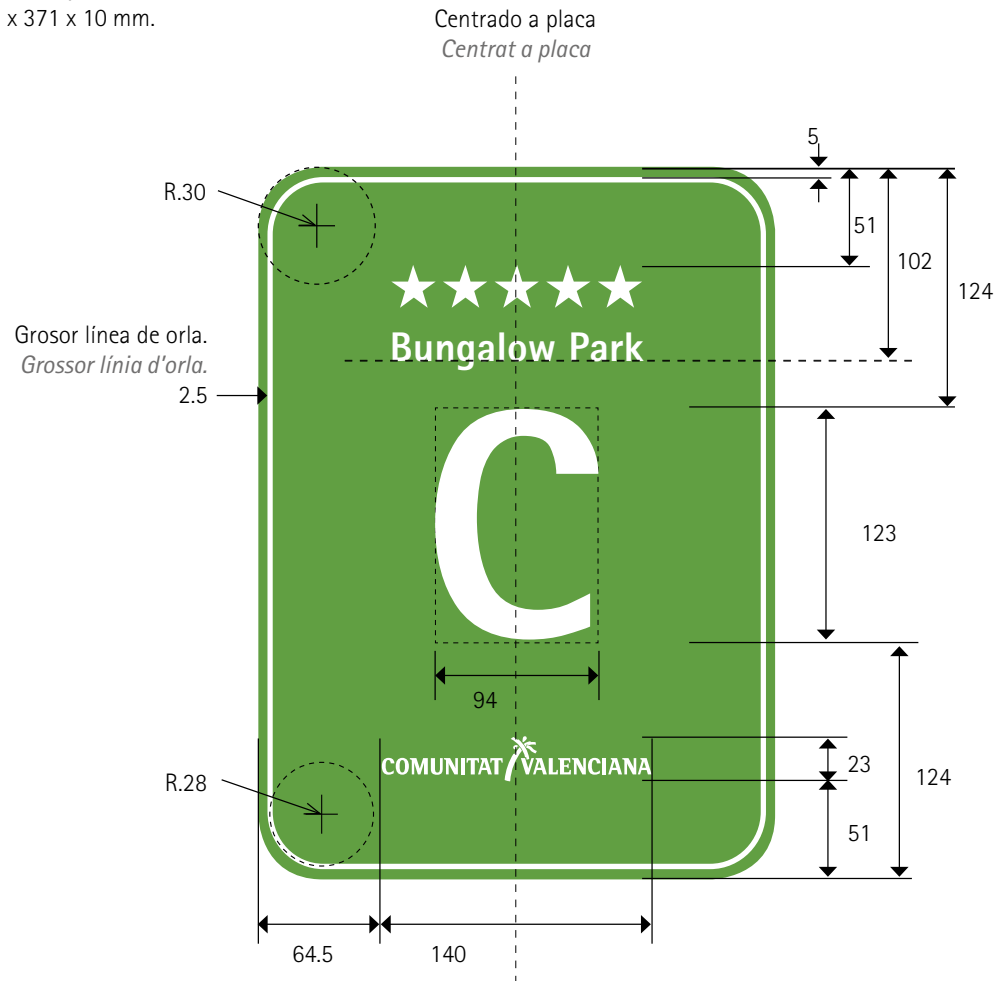 x 371 x 10 mm.
Centrado a placa
Centrat a placa
5
R.30
51
102
124
Grosor línea de orla.
Grossor línia d'orla.
2.5
Bungalow Park
C
123
94
COMUNITAT VALENCIANA
23
R.28
124
51
64.5
140